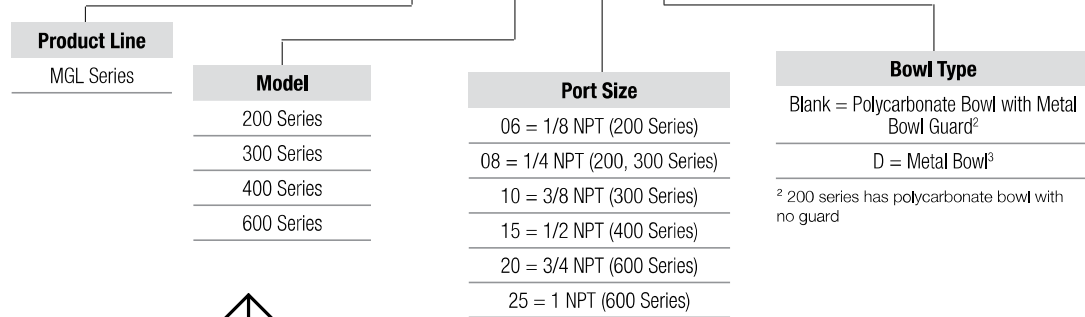 Product Line
MGL Series
Model
200 Series
300 Series
400 Series
600 Series
Port Size
06 = 1/8 NPT (200 Series)
08 = 1/4 NPT (200, 300 Series)
10 = 3/8 NPT (300 Series)
15 = 1/2 NPT (400 Series)
20 = 3/4 NPT (600 Series)
25 = 1 NPT (600 Series)
Bowl Type
Blank = Polycarbonate Bowl with Metal
Bowl Guard²
D = Metal Bowl³
² 200 series has polycarbonate bowl with
no guard